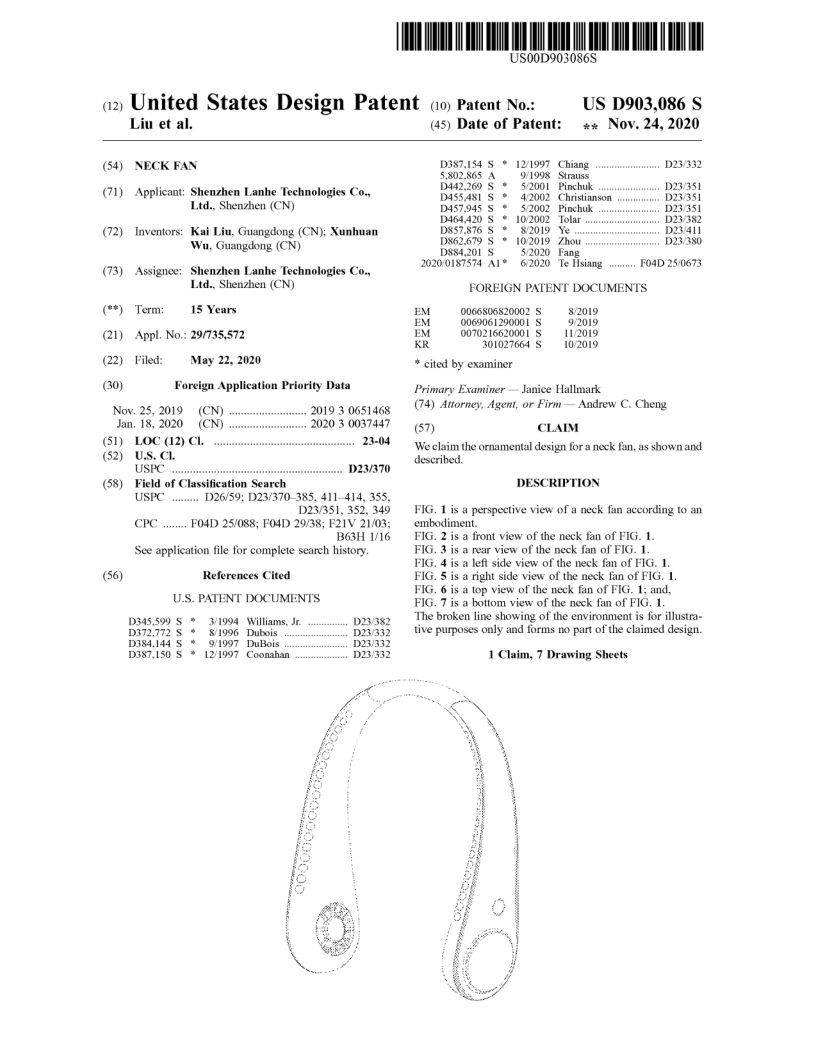 US00D903086S
(12) United States Design Patent
Liu et al.
(10) Patent No.: US D903,086 S
(45) Date of Patent: ** Nov. 24, 2020
(54) NECK FAN
(71) Applicant: Shenzhen Lanhe Technologies Co.,
Ltd., Shenzhen (CN)
(72) Inventors: Kai Liu, Guangdong (CN); Xunhuan
Wu, Guangdong (CN)
(73) Assignee: Shenzhen Lanhe Technologies Co.,
Ltd., Shenzhen (CN)
(**) Term: 15 Years
(21) Appl. No.: 29/735,572
(22) Filed: May 22, 2020
(30) Foreign Application Priority Data
Nov. 25, 2019 (CN) .......................... 2019 3 0651468
Jan. 18, 2020 (CN) .......................... 2020 3 0037447
(51) LOC (12) Cl. ............................................... 23-04
(52) U.S. Cl.
USPC ......................................................... D23/370
(58) Field of Classification Search
USPC ......... D26/59; D23/370–385, 411–414, 355,
D23/351, 352, 349
CPC ........ F04D 25/088; F04D 29/38; F21V 21/03;
B63H 1/16
See application file for complete search history.
(56) References Cited
U.S. PATENT DOCUMENTS
D345,599 S * 3/1994 Williams, Jr. .............. D23/382
D372,772 S * 8/1996 Dubois ....................... D23/332
D384,144 S * 9/1997 DuBois ....................... D23/332
D387,150 S * 12/1997 Coonahan ................... D23/332
D387,154 S * 12/1997 Chiang ....................... D23/332
5,802,865 A 9/1998 Strauss
D442,269 S * 5/2001 Pinchuk ...................... D23/351
D455,481 S * 4/2002 Christianson ............... D23/351
D457,945 S * 5/2002 Pinchuk ...................... D23/351
D464,420 S * 10/2002 Tolar .......................... D23/382
D857,876 S * 8/2019 Ye .............................. D23/411
D862,679 S * 10/2019 Zhou .......................... D23/380
D884,201 S 5/2020 Fang
2020/0187574 A1* 6/2020 Te Hsiang .......... F04D 25/0673
FOREIGN PATENT DOCUMENTS
EM 0066806820002 S 8/2019
EM 0069061290001 S 9/2019
EM 0070216620001 S 11/2019
KR 301027664 S 10/2019
* cited by examiner
Primary Examiner — Janice Hallmark
(74) Attorney, Agent, or Firm — Andrew C. Cheng
(57) CLAIM
We claim the ornamental design for a neck fan, as shown and
described.
DESCRIPTION
FIG. 1 is a perspective view of a neck fan according to an
embodiment.
FIG. 2 is a front view of the neck fan of FIG. 1.
FIG. 3 is a rear view of the neck fan of FIG. 1.
FIG. 4 is a left side view of the neck fan of FIG. 1.
FIG. 5 is a right side view of the neck fan of FIG. 1.
FIG. 6 is a top view of the neck fan of FIG. 1; and,
FIG. 7 is a bottom view of the neck fan of FIG. 1.
The broken line showing of the environment is for illustra-
tive purposes only and forms no part of the claimed design.
1 Claim, 7 Drawing Sheets